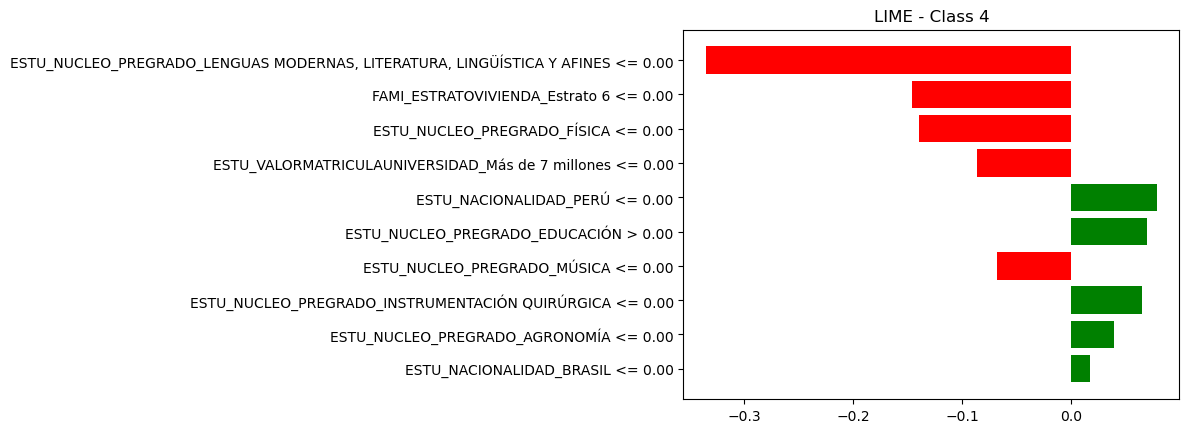 LIME - Class 4
ESTU_NUCLEO_PREGRADO_LENGUAS MODERNAS, LITERATURA, LINGÜÍSTICA Y AFINES <= 0.00
FAMI_ESTRATOVIVIENDA_Estrato 6 <= 0.00
ESTU_NUCLEO_PREGRADO_FÍSICA <= 0.00
ESTU_VALORMATRICULAUNIVERSIDAD_Más de 7 millones <= 0.00
ESTU_NACIONALIDAD_PERÚ <= 0.00
ESTU_NUCLEO_PREGRADO_EDUCACIÓN > 0.00
ESTU_NUCLEO_PREGRADO_MÚSICA <= 0.00
ESTU_NUCLEO_PREGRADO_INSTRUMENTACIÓN QUIRÚRGICA <= 0.00
ESTU_NUCLEO_PREGRADO_AGRONOMÍA <= 0.00
ESTU_NACIONALIDAD_BRASIL <= 0.00
−0.3 −0.2 −0.1 0.0